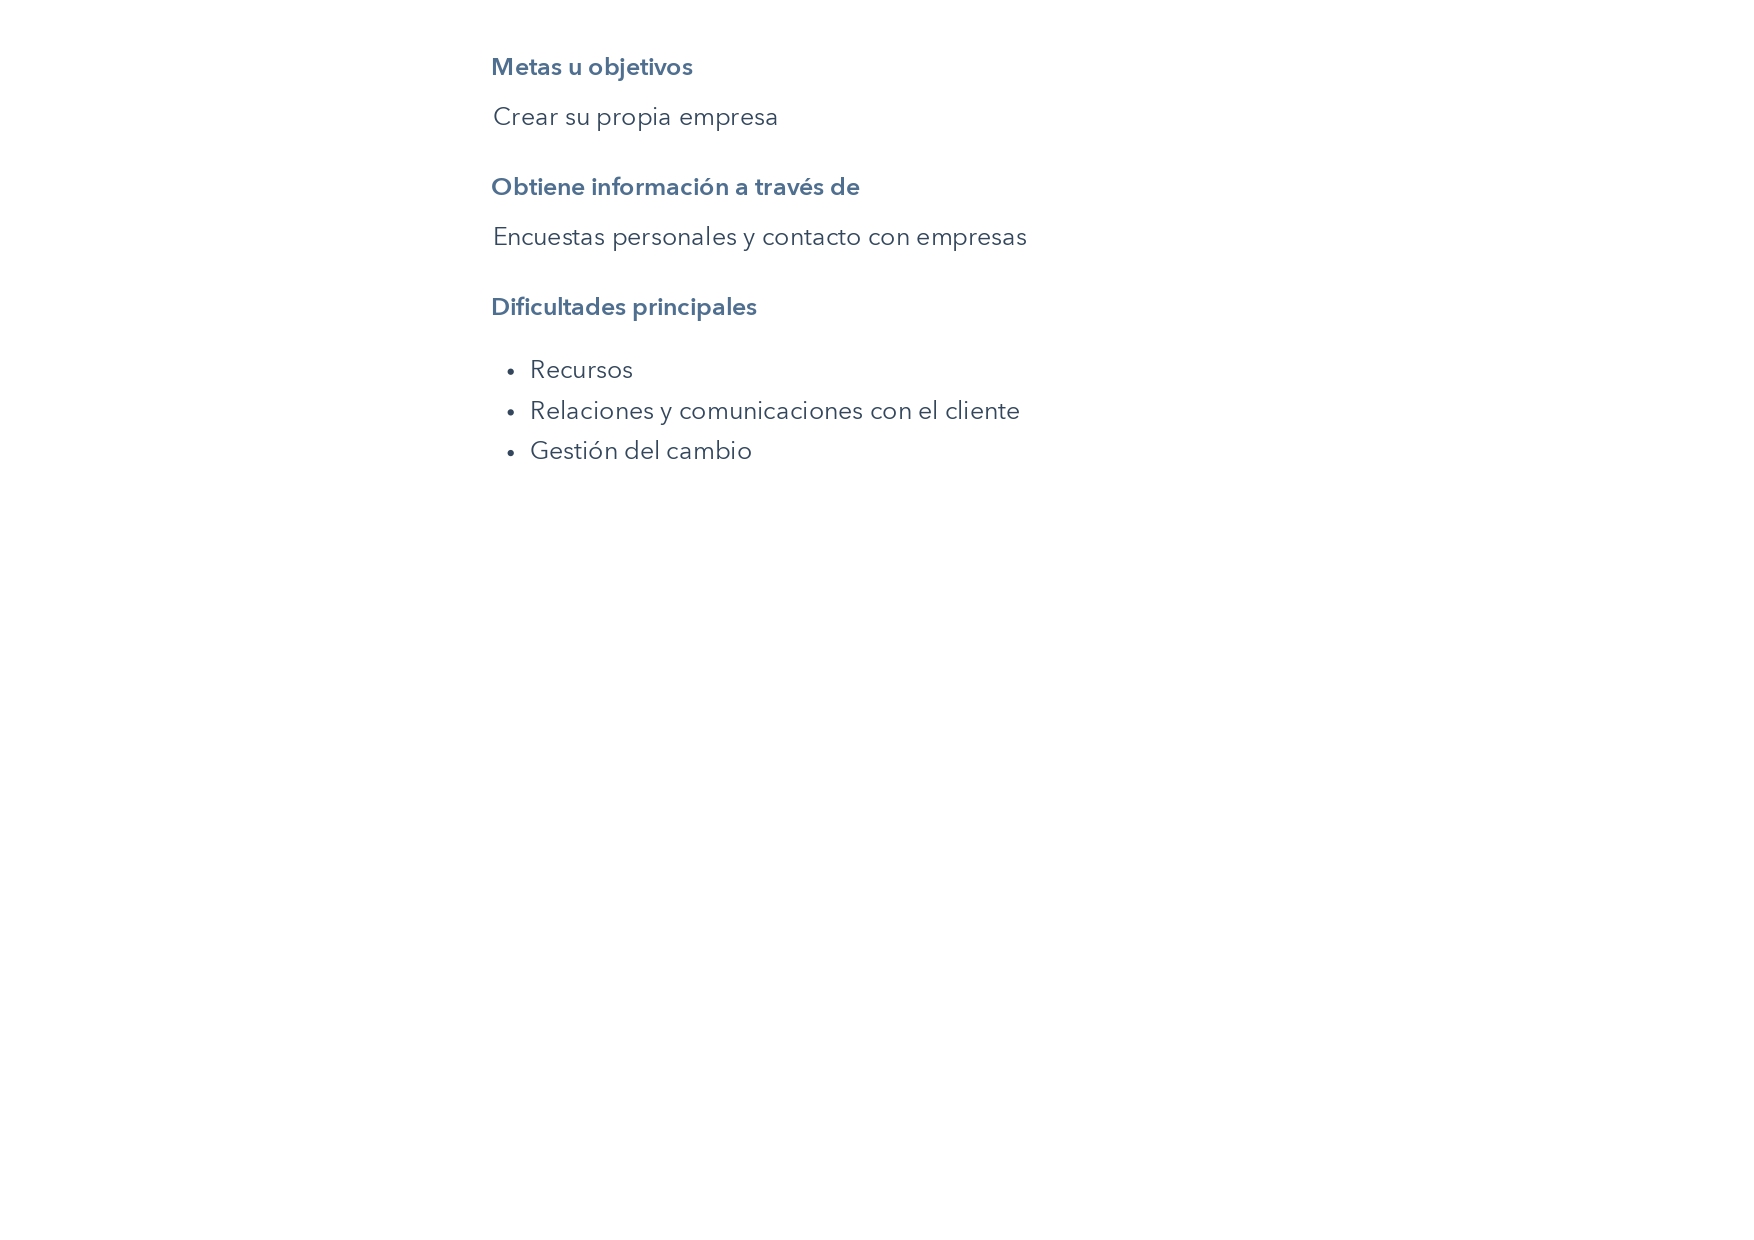 Metas u objetivos
Crear su propia empresa
Obtiene información a través de
Encuestas personales y contacto con empresas
Dificultades principales
• Recursos
• Relaciones y comunicaciones con el cliente
• Gestión del cambio